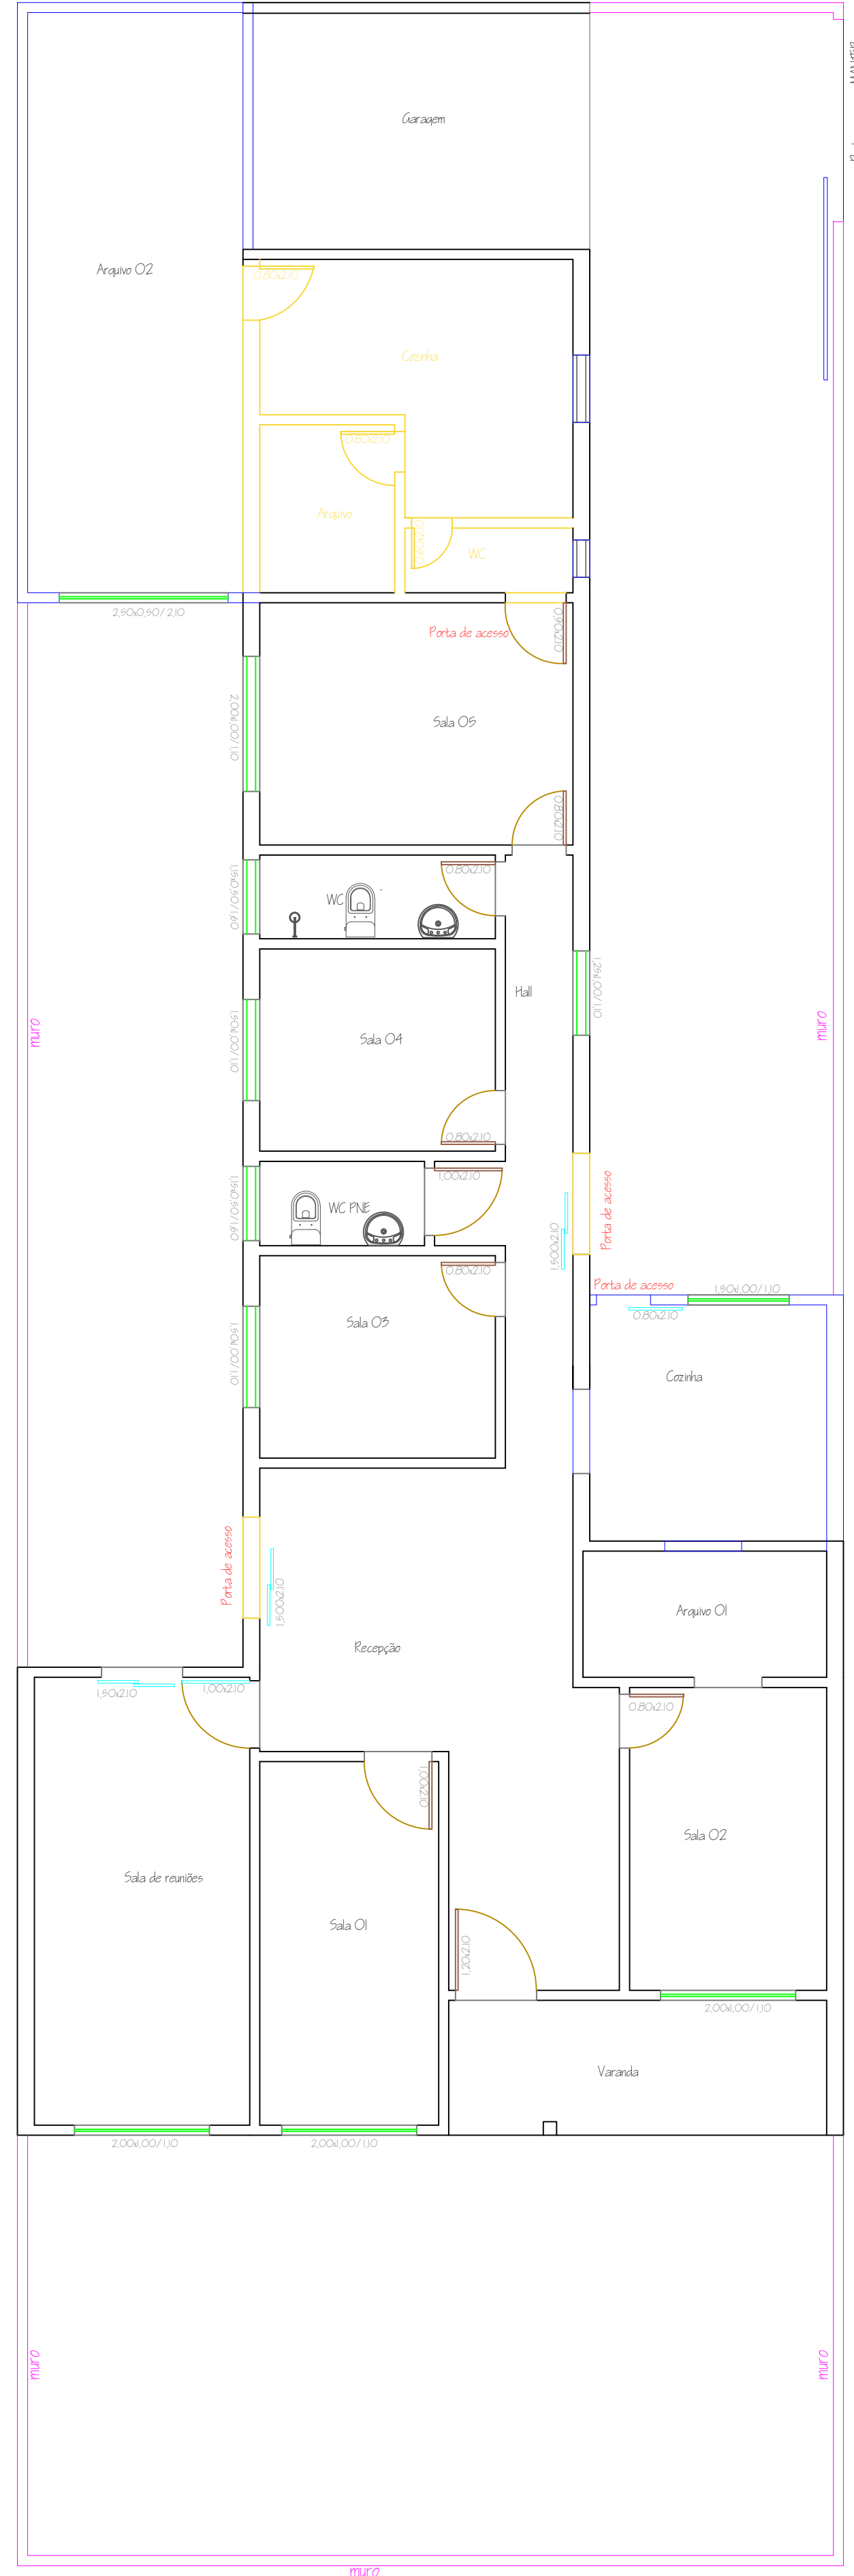 Garagem
Arquivo 02
0.80x2.10
Cozinha
0.80x2.10
Arquivo
WC
2,50x0,50/ 2,10
Porta de acesso
0.90x2.10
2,00x1,00/ 1,10
Sala 05
0.80x2.10
1,15x0,50/ 1,60
WC
0.80x2.10
Hall
1,25x1,00/ 1,10
muro
muro
1,50x1,00/ 1,10
Sala 04
0.80x2.10
1,15x0,50/ 1,60
WC PNE
1,00x2.10
Porta de acesso
1,500x2.10
0.80x2.10
Porta de acesso
1,50x1,00/ 1,10
0.80x2.10
Sala 03
1,50x1,00/ 1,10
Cozinha
Porta de acesso
1,500x2.10
Arquivo 01
Recepção
1,50x2.10
1,00x2.10
0.80x2.10
1,00x2.10
Sala 02
Sala de reuniões
Sala 01
1,20x2.10
2,00x1,00/ 1,10
Varanda
2,00x1,00/ 1,10
2,00x1,00/ 1,10
muro
muro
muro